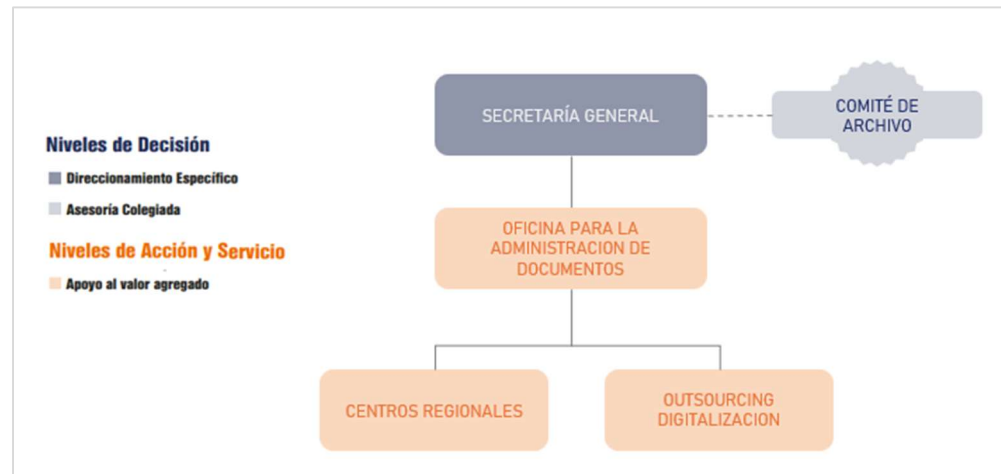 SECRETARÍA GENERAL
COMITÉ DE
ARCHIVO
Niveles de Decisión
Direccionamiento Específico
Asesoría Colegiada
Niveles de Acción y Servicio
Apoyo al valor agregado
OFICINA PARA LA
ADMINISTRACION DE
DOCUMENTOS
CENTROS REGIONALES
OUTSOURCING
DIGITALIZACION